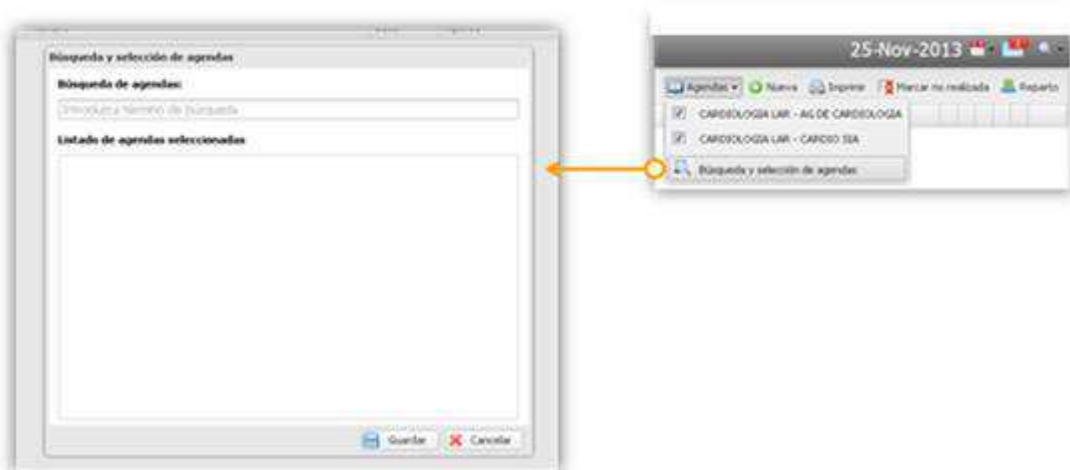 Búsqueda y selección de agendas
Búsqueda de agendas:
Introduzca término de búsqueda
Listado de agendas seleccionadas
Guardar Cancelar
25-Nov-2013
Agendas Nueva Imprimir Marcar no realizada Reparto
CARDIOLOGIA LAR - AG DE CARDIOLOGIA
CARDIOLOGIA LAR - CARDIO
Búsqueda y selección de agendas